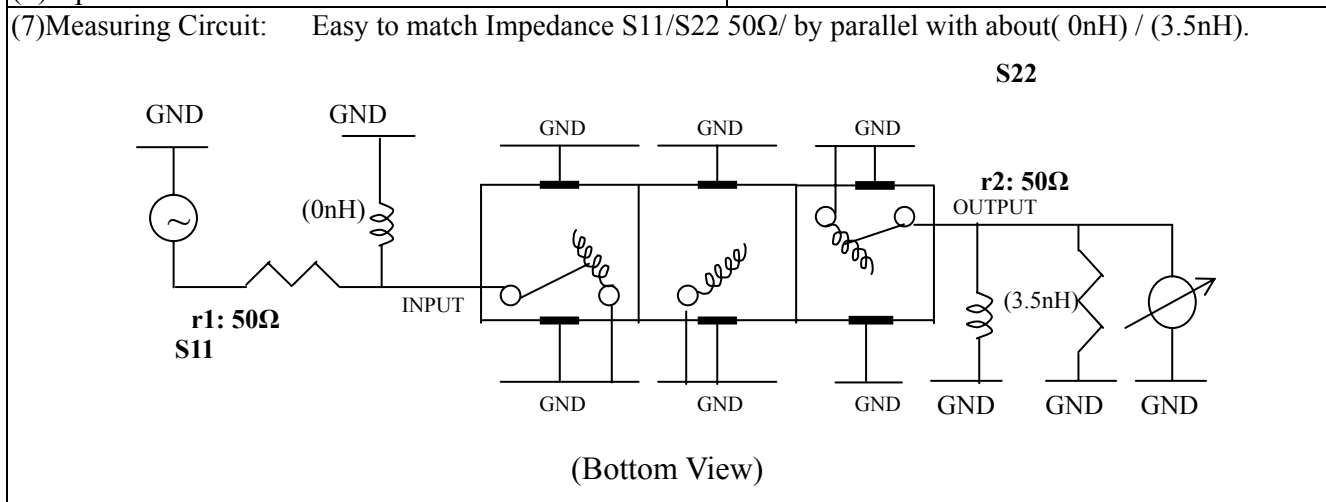 (7)Measuring Circuit: Easy to match Impedance S11/S22 50Ω/ by parallel with about( 0nH) / (3.5nH).
S22
GND GND GND GND GND
r2: 50Ω
(0nH) OUTPUT
INPUT (3.5nH)
r1: 50Ω
S11
GND GND GND GND GND GND
(Bottom View)